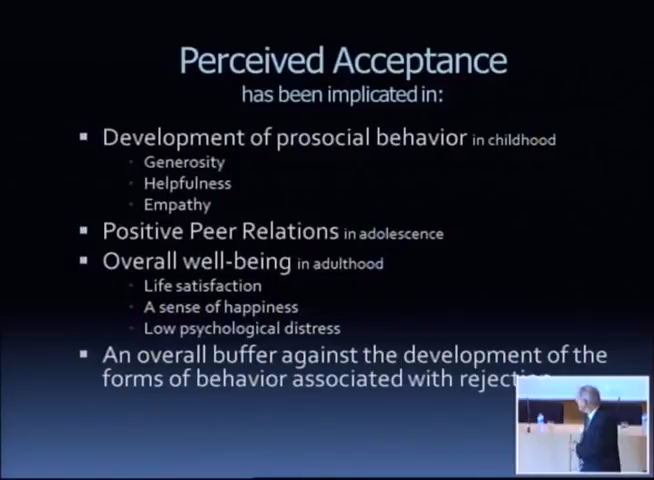 Perceived Acceptance
has been implicated in:
▪ Development of prosocial behavior in childhood
· Generosity
· Helpfulness
· Empathy
▪ Positive Peer Relations in adolescence
▪ Overall well-being in adulthood
· Life satisfaction
· A sense of happiness
· Low psychological distress
▪ An overall buffer against the development of the
forms of behavior associated with